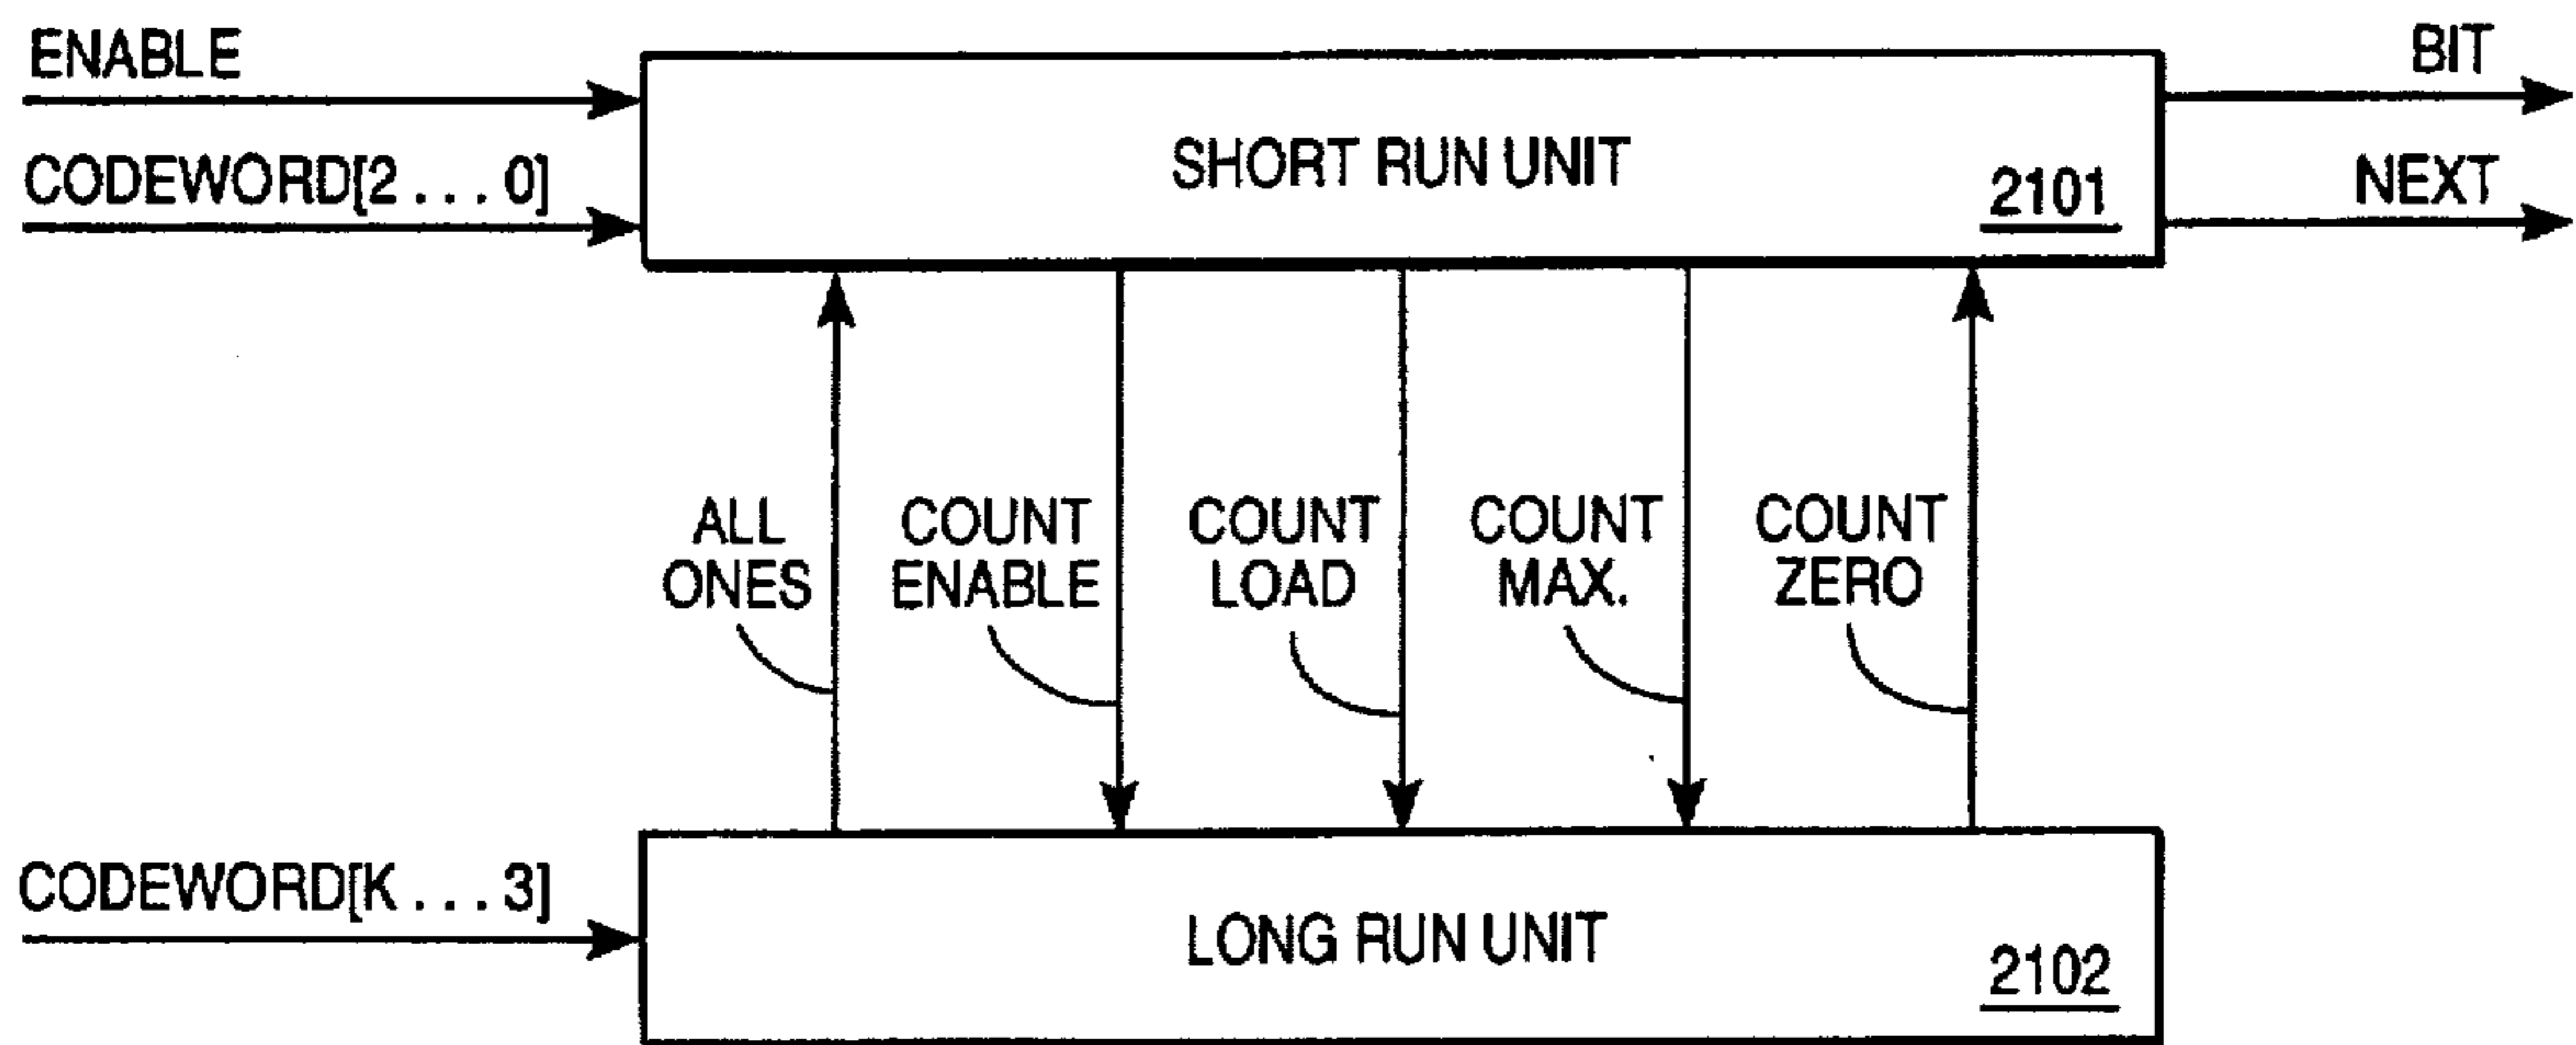 ENABLE
BIT
CODEWORD[2 . . . 0]
SHORT RUN UNIT
2101
NEXT
ALL
ONES
COUNT
ENABLE
COUNT
LOAD
COUNT
MAX.
COUNT
ZERO
CODEWORD[K . . . 3]
LONG RUN UNIT
2102